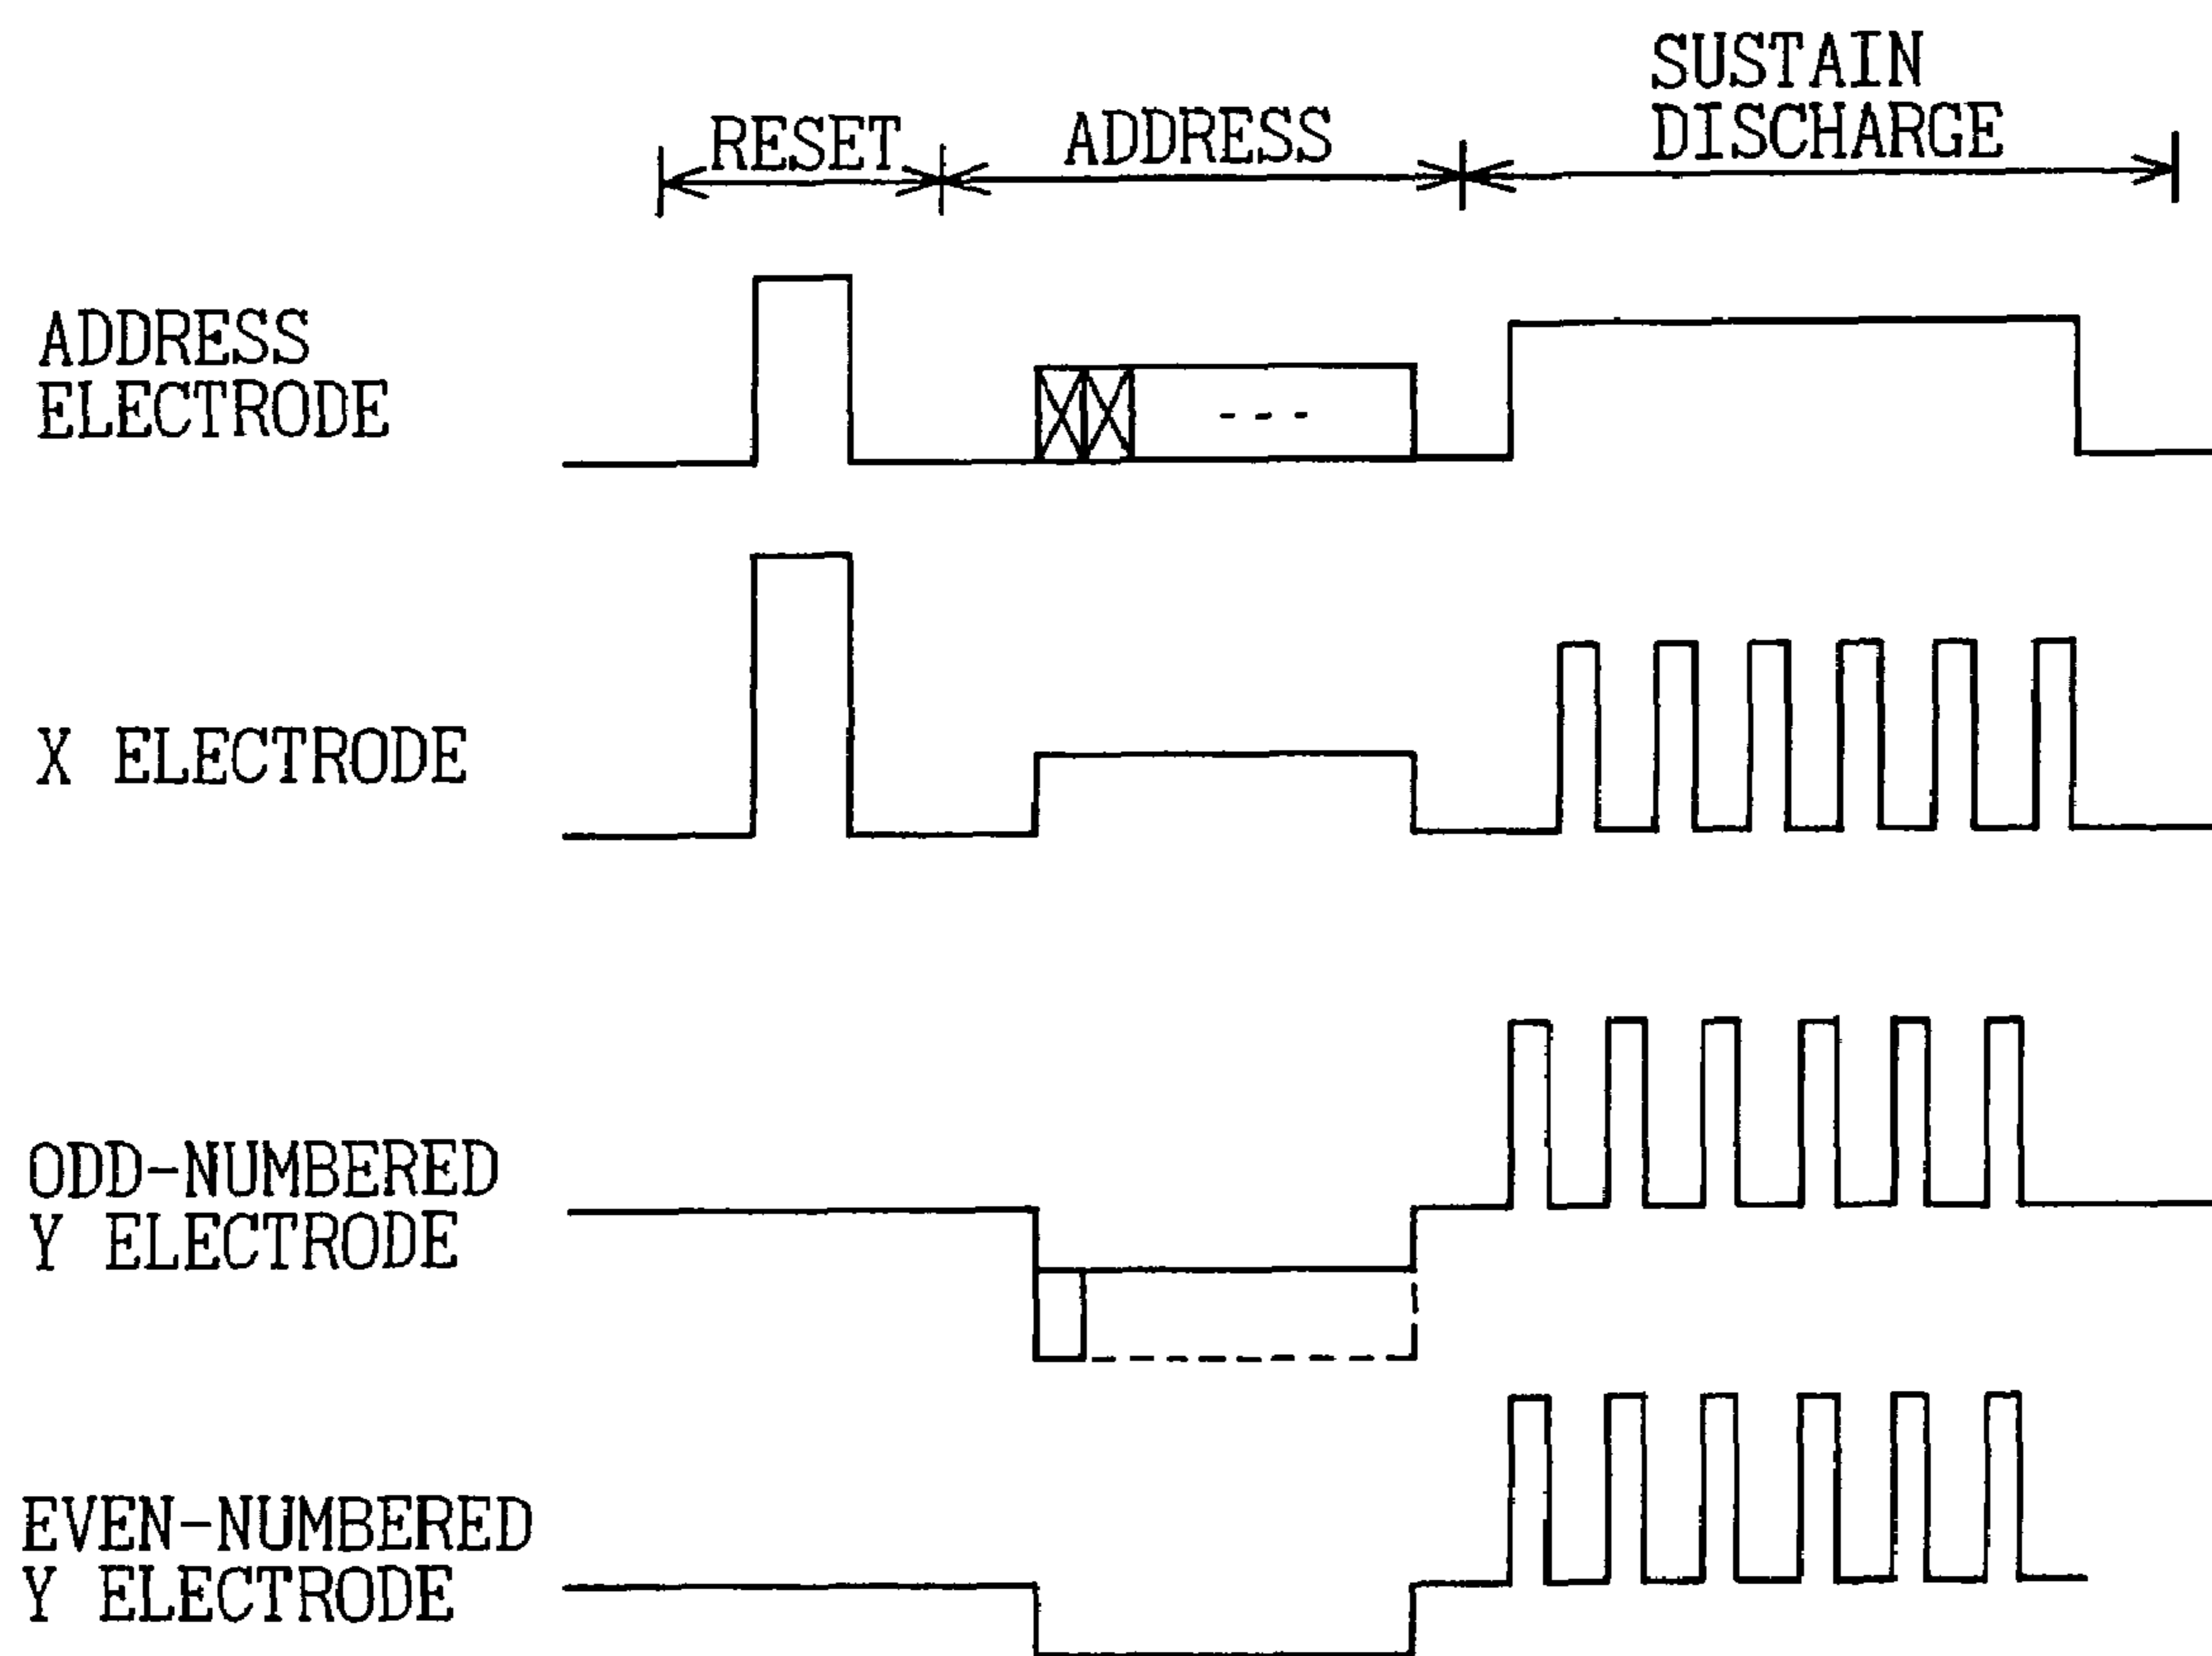 RESET
ADDRESS
SUSTAIN
DISCHARGE
ADDRESS
ELECTRODE
X ELECTRODE
ODD-NUMBERED
Y ELECTRODE
EVEN-NUMBERED
Y ELECTRODE